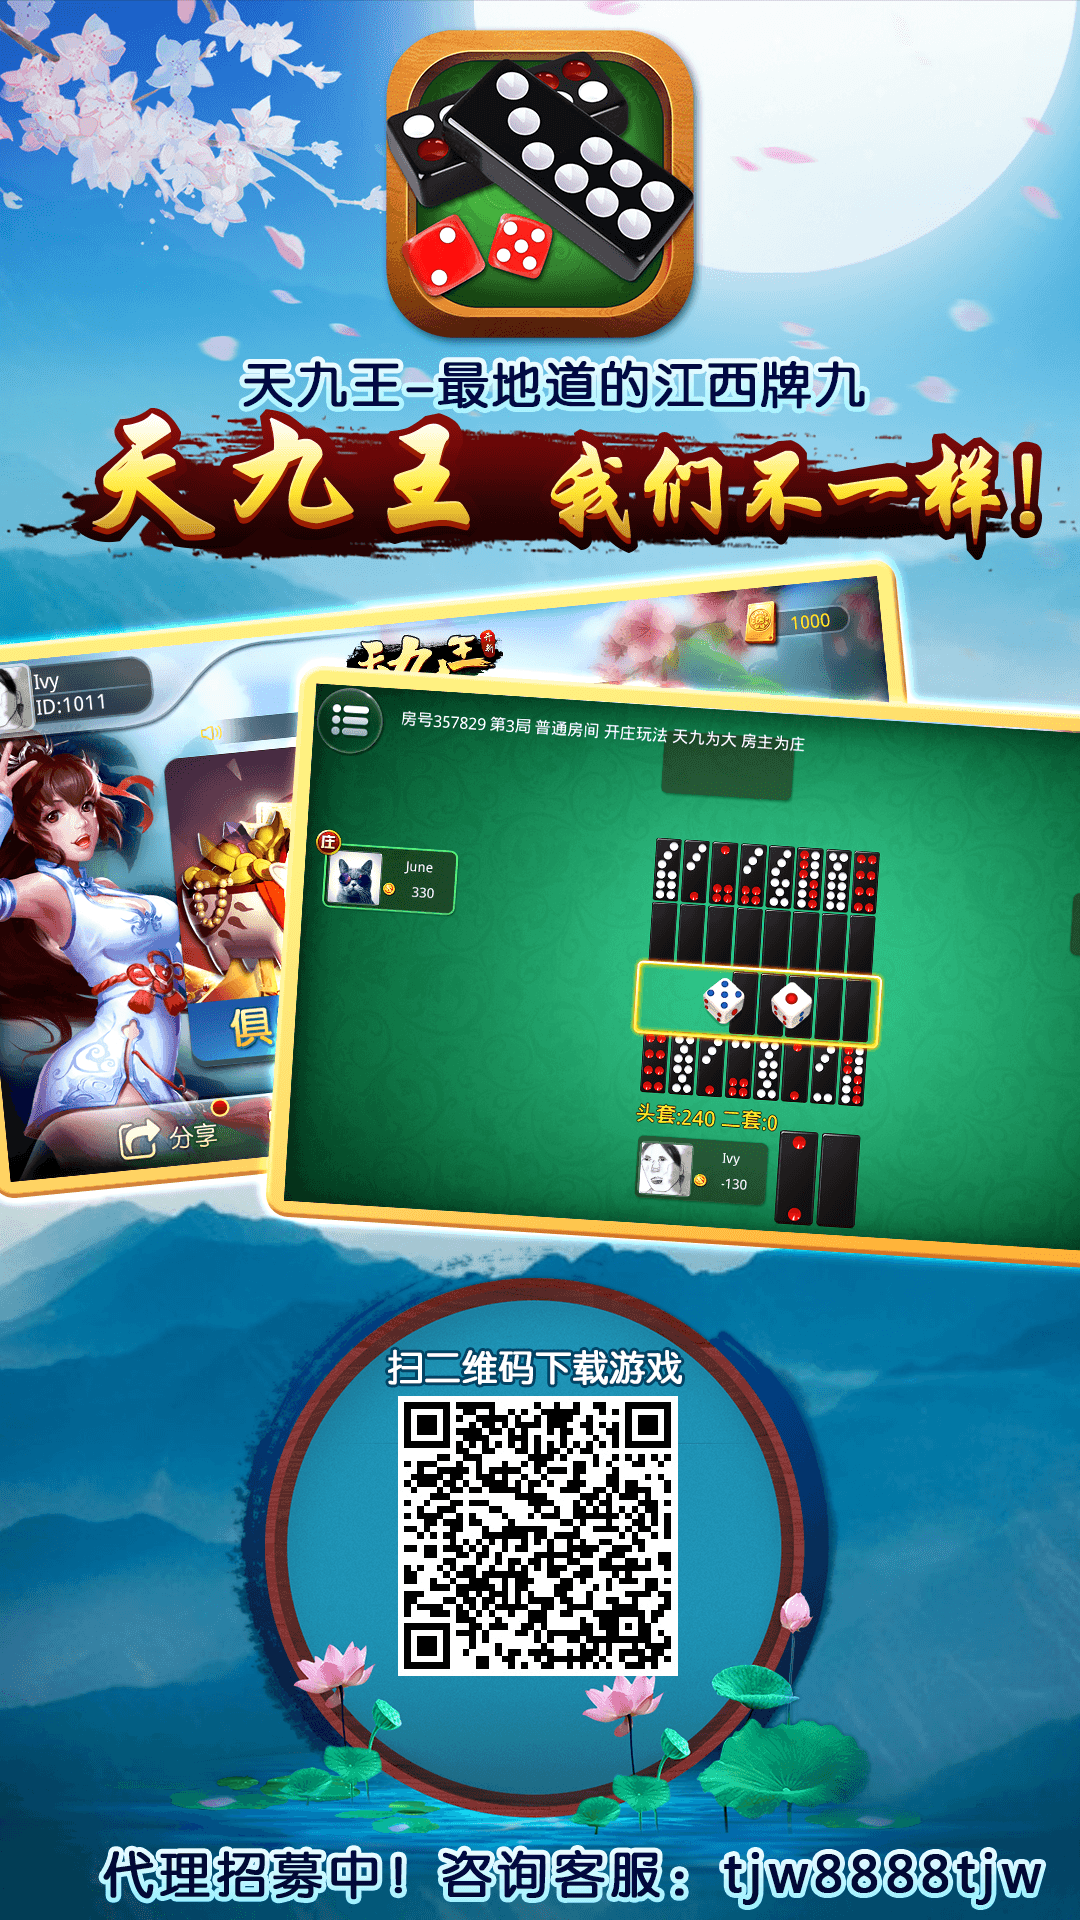 天九王-最地道的江西牌九
天九王 我们不一样!
天九王
1000
Ivy
ID:1011
房号357829 第3局 普通房间 开庄玩法 天九为大 房主为庄
庄
June
330
俱
头套:240 二套:0
Ivy
-130
分享
扫二维码下载游戏
代理招募中！咨询客服：tjw8888tjw